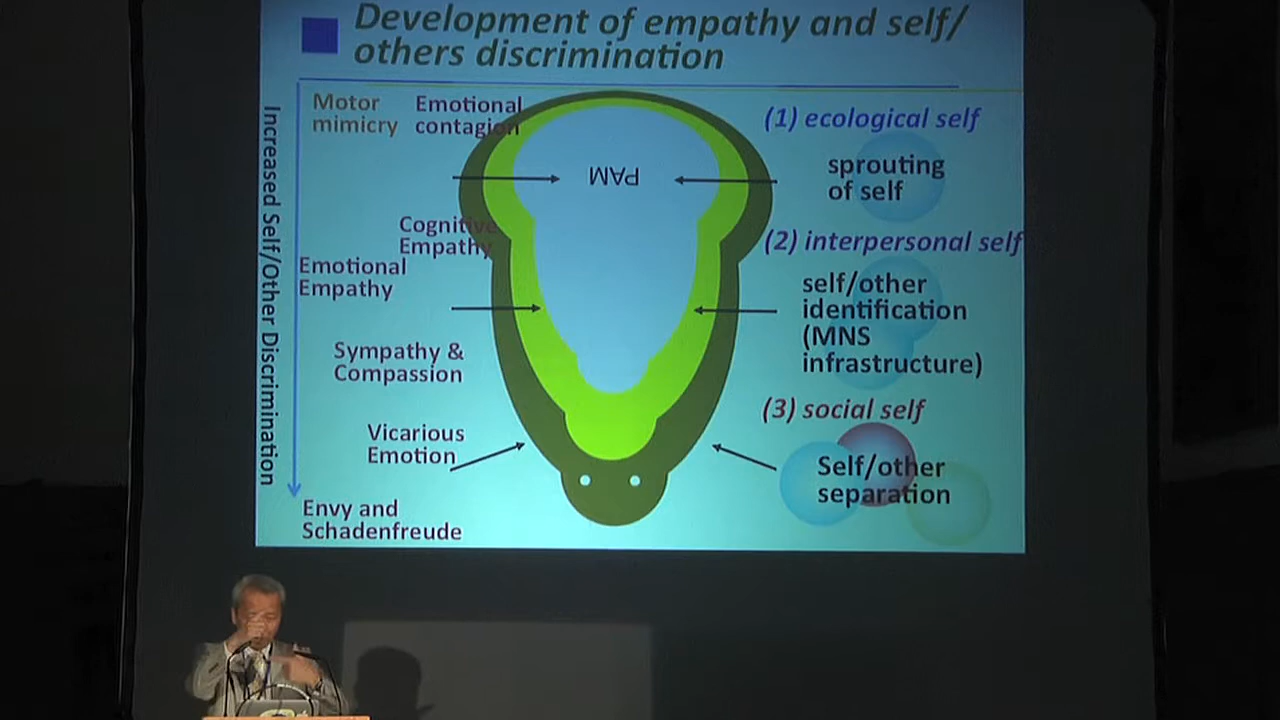 Development of empathy and self/
others discrimination
Increased Self/Other Discrimination
Motor
mimicry
Emotional
contagion
PAM
Cognitive
Empathy
Emotional
Empathy
Sympathy &
Compassion
Vicarious
Emotion
Envy and
Schadenfreude
(1) ecological self
sprouting
of self
(2) interpersonal self
self/other
identification
(MNS
infrastructure)
(3) social self
Self/other
separation